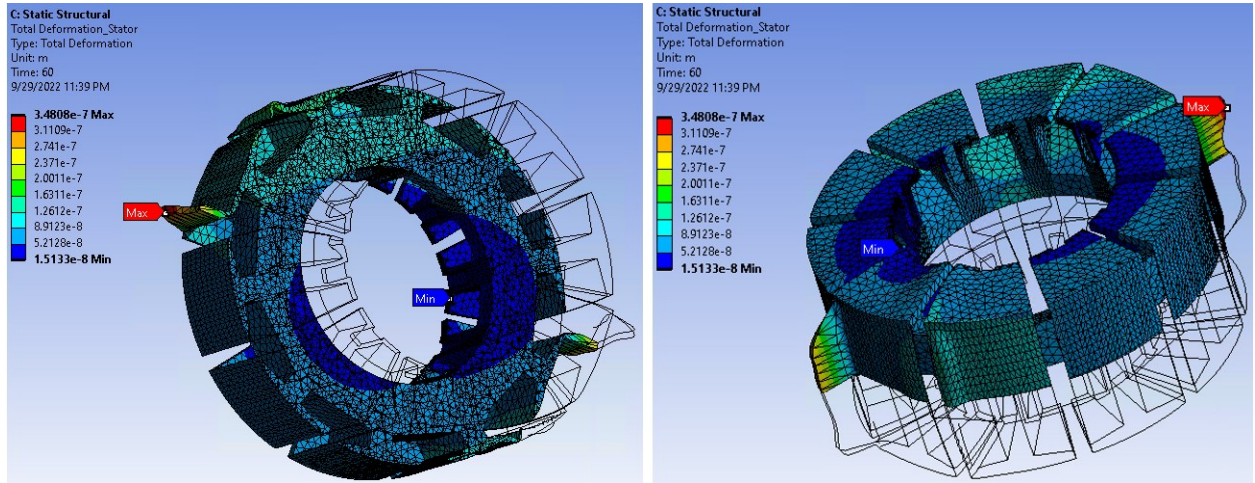 C: Static Structural
Total Deformation_Stator
Type: Total Deformation
Unit: m
Time: 60
9/29/2022 11:39 PM
3.4808e-7 Max
3.1109e-7
2.741e-7
2.371e-7
2.0011e-7
1.6311e-7
1.2612e-7
8.9123e-8
5.2128e-8
1.5133e-8 Min
Max
Min
C: Static Structural
Total Deformation_Stator
Type: Total Deformation
Unit: m
Time: 60
9/29/2022 11:39 PM
3.4808e-7 Max
3.1109e-7
2.741e-7
2.371e-7
2.0011e-7
1.6311e-7
1.2612e-7
8.9123e-8
5.2128e-8
1.5133e-8 Min
Max
Min